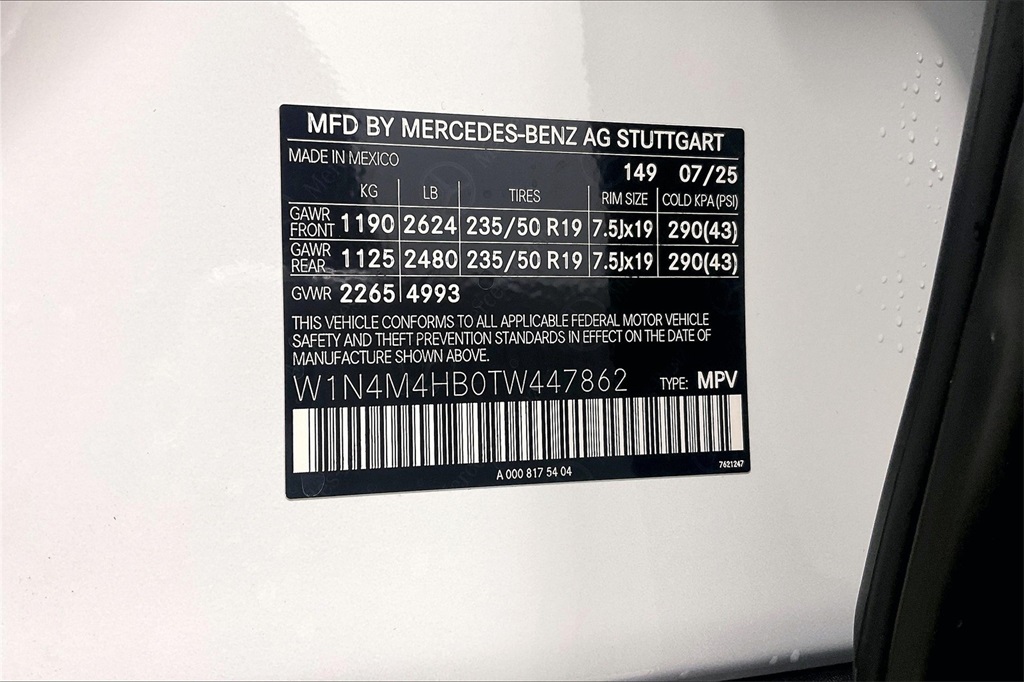 MFD BY MERCEDES-BENZ AG STUTTGART
MADE IN MEXICO
149 07/25
KG LB TIRES RIM SIZE COLD KPA (PSI)
GAWR FRONT 1190 2624 235/50 R19 7.5Jx19 290(43)
GAWR REAR 1125 2480 235/50 R19 7.5Jx19 290(43)
GVWR 2265 4993
THIS VEHICLE CONFORMS TO ALL APPLICABLE FEDERAL MOTOR VEHICLE
SAFETY AND THEFT PREVENTION STANDARDS IN EFFECT ON THE DATE OF
MANUFACTURE SHOWN ABOVE.
W1N4M4HB0TW447862 TYPE: MPV
A 000 817 54 04
7621247